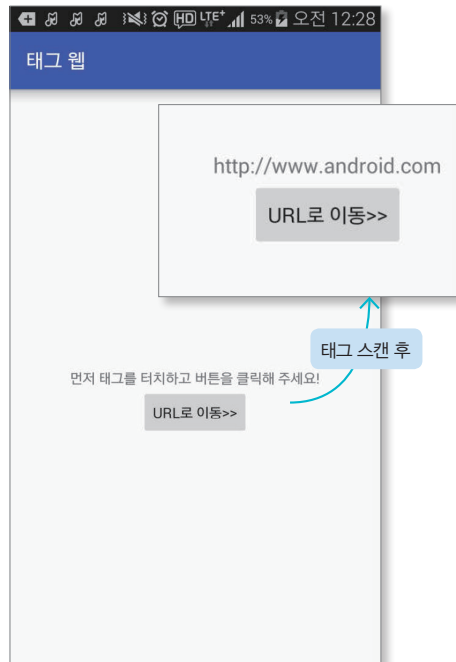 HD LTE+ 53% 오전 12:28
태그 웹
http://www.android.com
URL로 이동>>
태그 스캔 후
먼저 태그를 터치하고 버튼을 클릭해 주세요!
URL로 이동>>